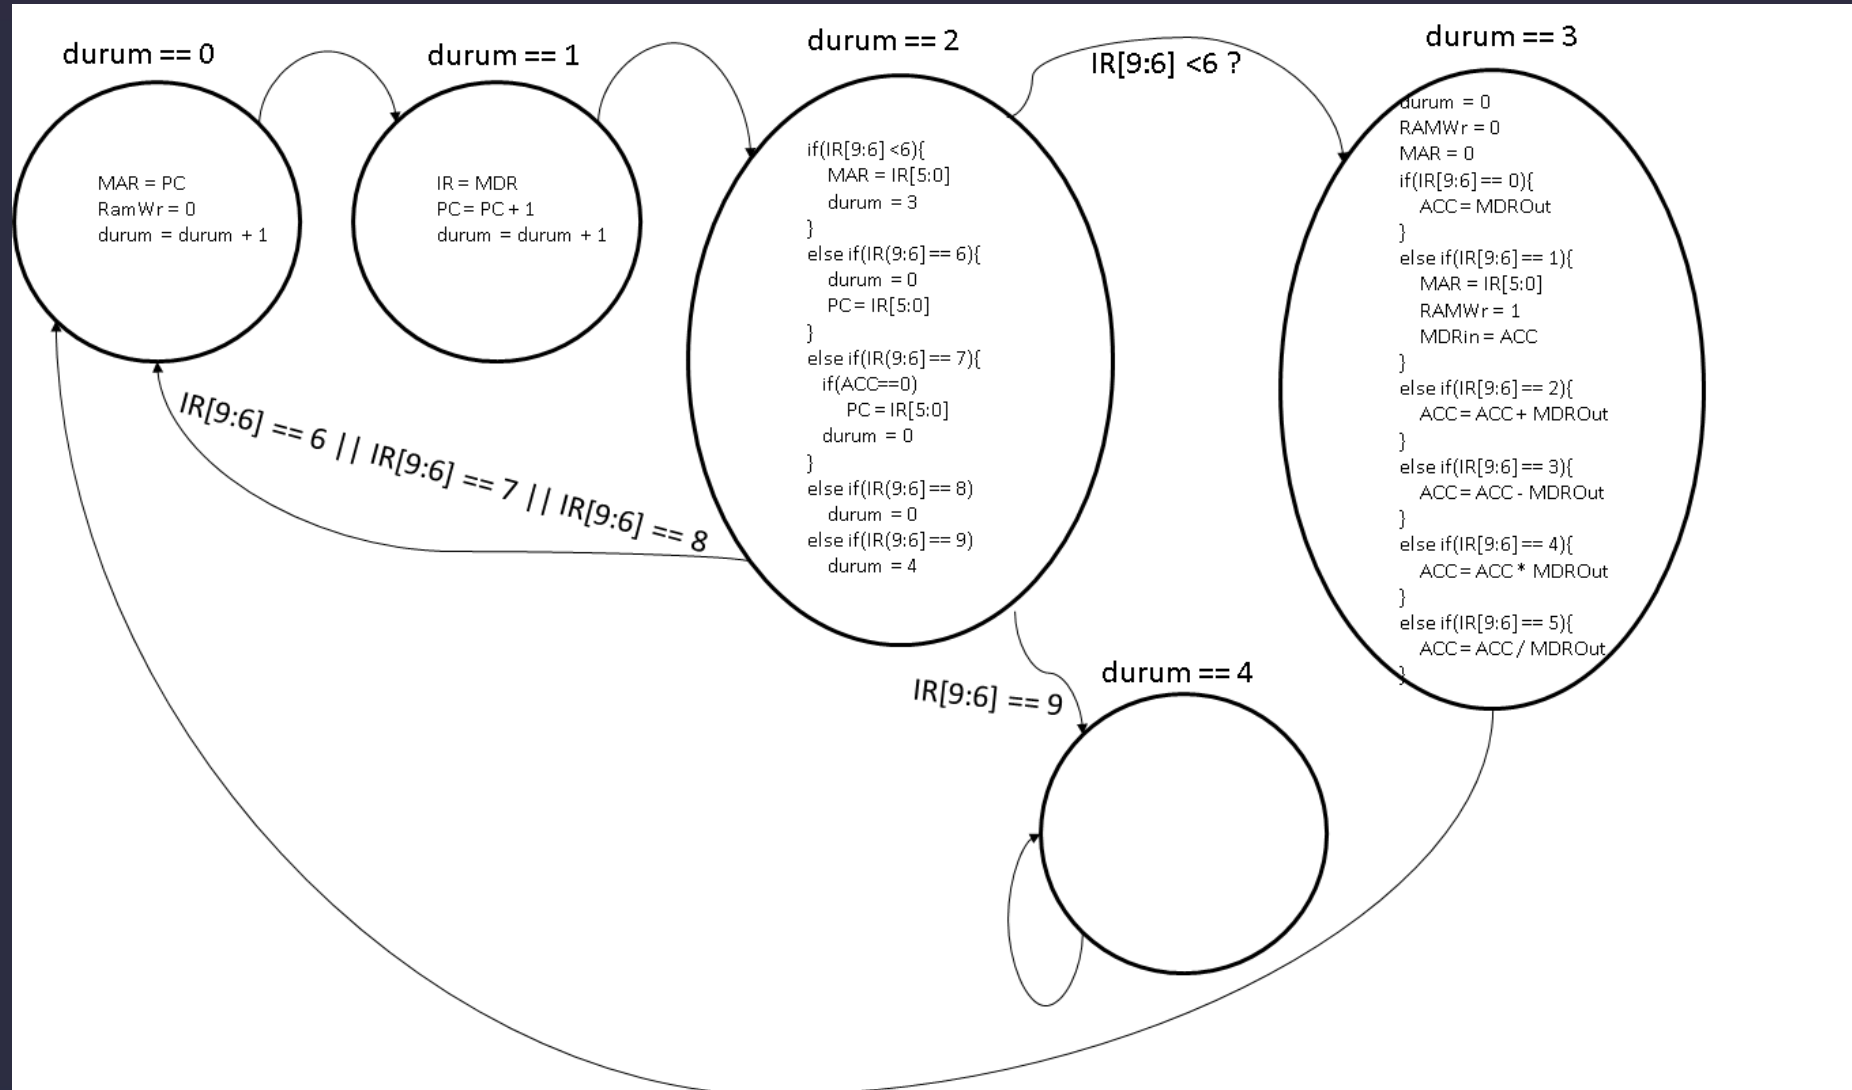 durum == 0
MAR = PC
RamWr = 0
durum = durum + 1
durum == 1
IR = MDR
PC = PC + 1
durum = durum + 1
durum == 2
if(IR[9:6] <6){
MAR = IR[5:0]
durum = 3
}
else if(IR(9:6] == 6){
durum = 0
PC = IR[5:0]
}
else if(IR(9:6] == 7){
if(ACC==0)
PC = IR[5:0]
durum = 0
}
else if(IR(9:6] == 8)
durum = 0
else if(IR(9:6] == 9)
durum = 4
IR[9:6] <6 ?
durum == 3
durum = 0
RAMWr = 0
MAR = 0
if(IR[9:6] == 0){
ACC = MDROut
}
else if(IR[9:6] == 1){
MAR = IR[5:0]
RAMWr = 1
MDRin = ACC
}
else if(IR[9:6] == 2){
ACC = ACC + MDROut
}
else if(IR[9:6] == 3){
ACC = ACC - MDROut
}
else if(IR[9:6] == 4){
ACC = ACC * MDROut
}
else if(IR[9:6] == 5){
ACC = ACC / MDROut
}
IR[9:6] == 6 || IR[9:6] == 7 || IR[9:6] == 8
IR[9:6] == 9
durum == 4